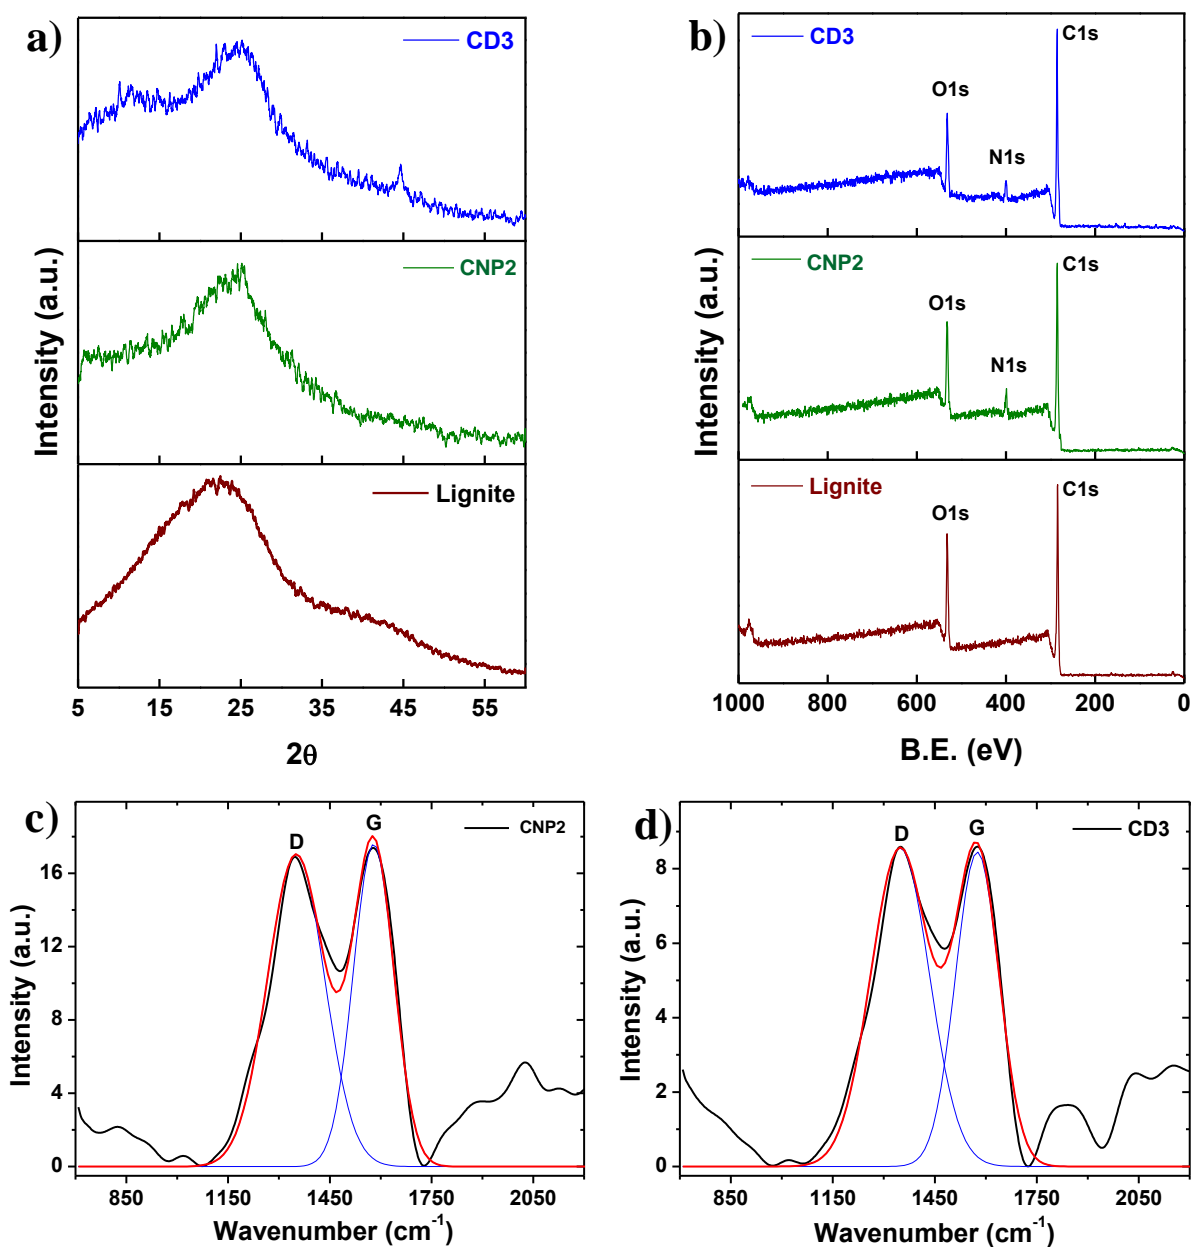 a)
CD3
CNP2
Lignite
Intensity (a.u.)
5 15 25 35 45 55
2θ
b)
CD3
C1s
O1s
N1s
CNP2
C1s
O1s
N1s
Lignite
C1s
O1s
Intensity (a.u.)
1000 800 600 400 200 0
B.E. (eV)
c)
D
G
CNP2
16
12
8
4
0
Intensity (a.u.)
850 1150 1450 1750 2050
Wavenumber (cm⁻¹)
d)
D
G
CD3
8
6
4
2
0
Intensity (a.u.)
850 1150 1450 1750 2050
Wavenumber (cm⁻¹)